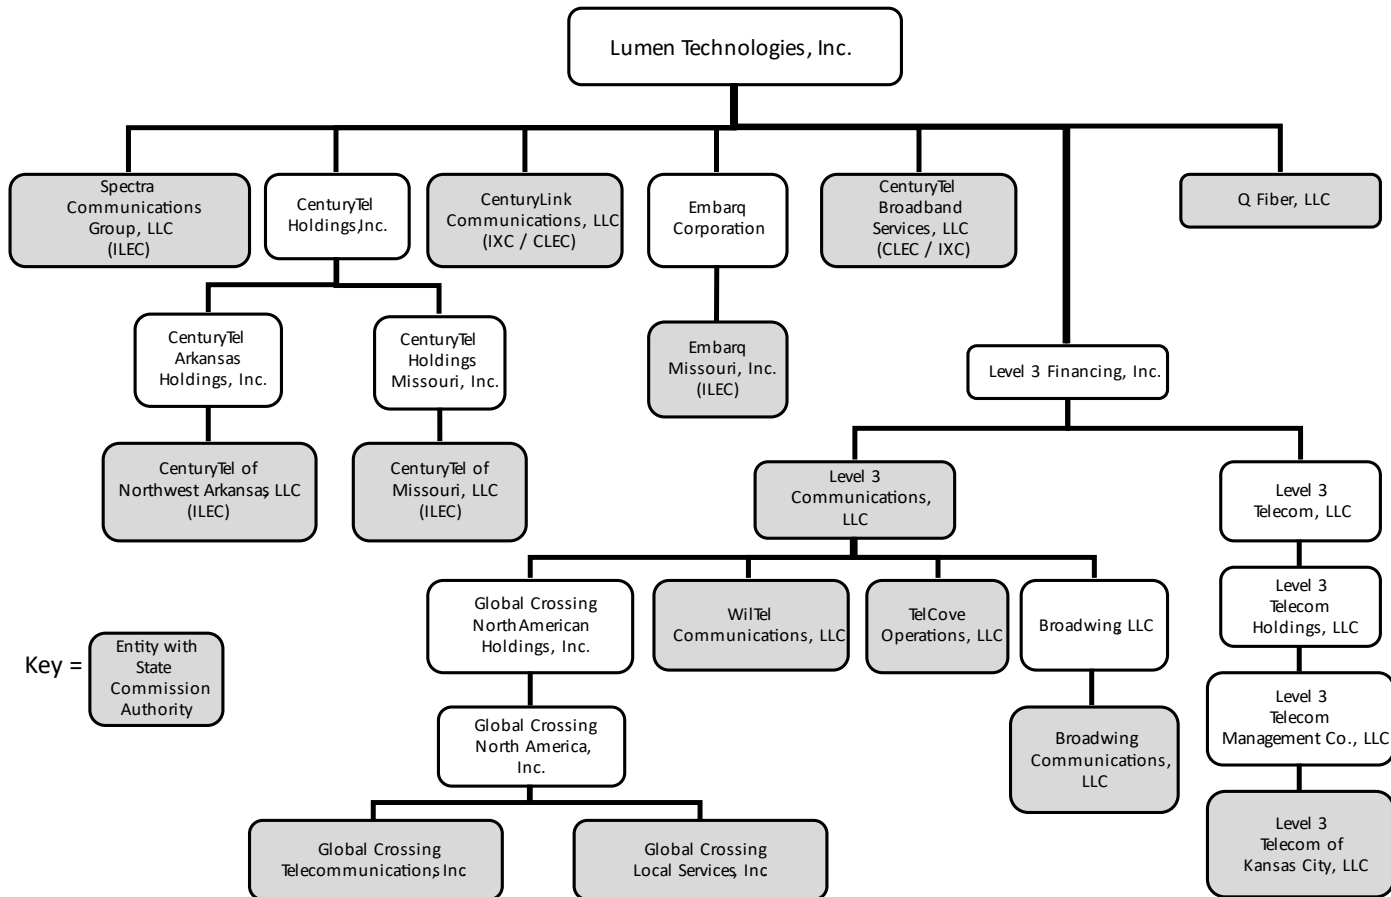 Lumen Technologies, Inc.
Spectra
Communications
Group, LLC
(ILEC)
CenturyTel
Holdings,Inc.
CenturyLink
Communications, LLC
(IXC / CLEC)
Embarq
Corporation
CenturyTel
Broadband
Services, LLC
(CLEC / IXC)
Q Fiber, LLC
CenturyTel
Arkansas
Holdings, Inc.
CenturyTel
Holdings
Missouri, Inc.
Embarq
Missouri, Inc.
(ILEC)
Level 3 Financing, Inc.
CenturyTel of
Northwest Arkansas, LLC
(ILEC)
CenturyTel of
Missouri, LLC
(ILEC)
Level 3
Communications,
LLC
Level 3
Telecom, LLC
Global Crossing
North American
Holdings, Inc.
WilTel
Communications, LLC
TelCove
Operations, LLC
Broadwing, LLC
Level 3
Telecom
Holdings, LLC
Key =
Entity with
State
Commission
Authority
Global Crossing
North America,
Inc.
Broadwing
Communications,
LLC
Level 3
Telecom
Management Co., LLC
Global Crossing
Telecommunications, Inc
Global Crossing
Local Services, Inc
Level 3
Telecom of
Kansas City, LLC